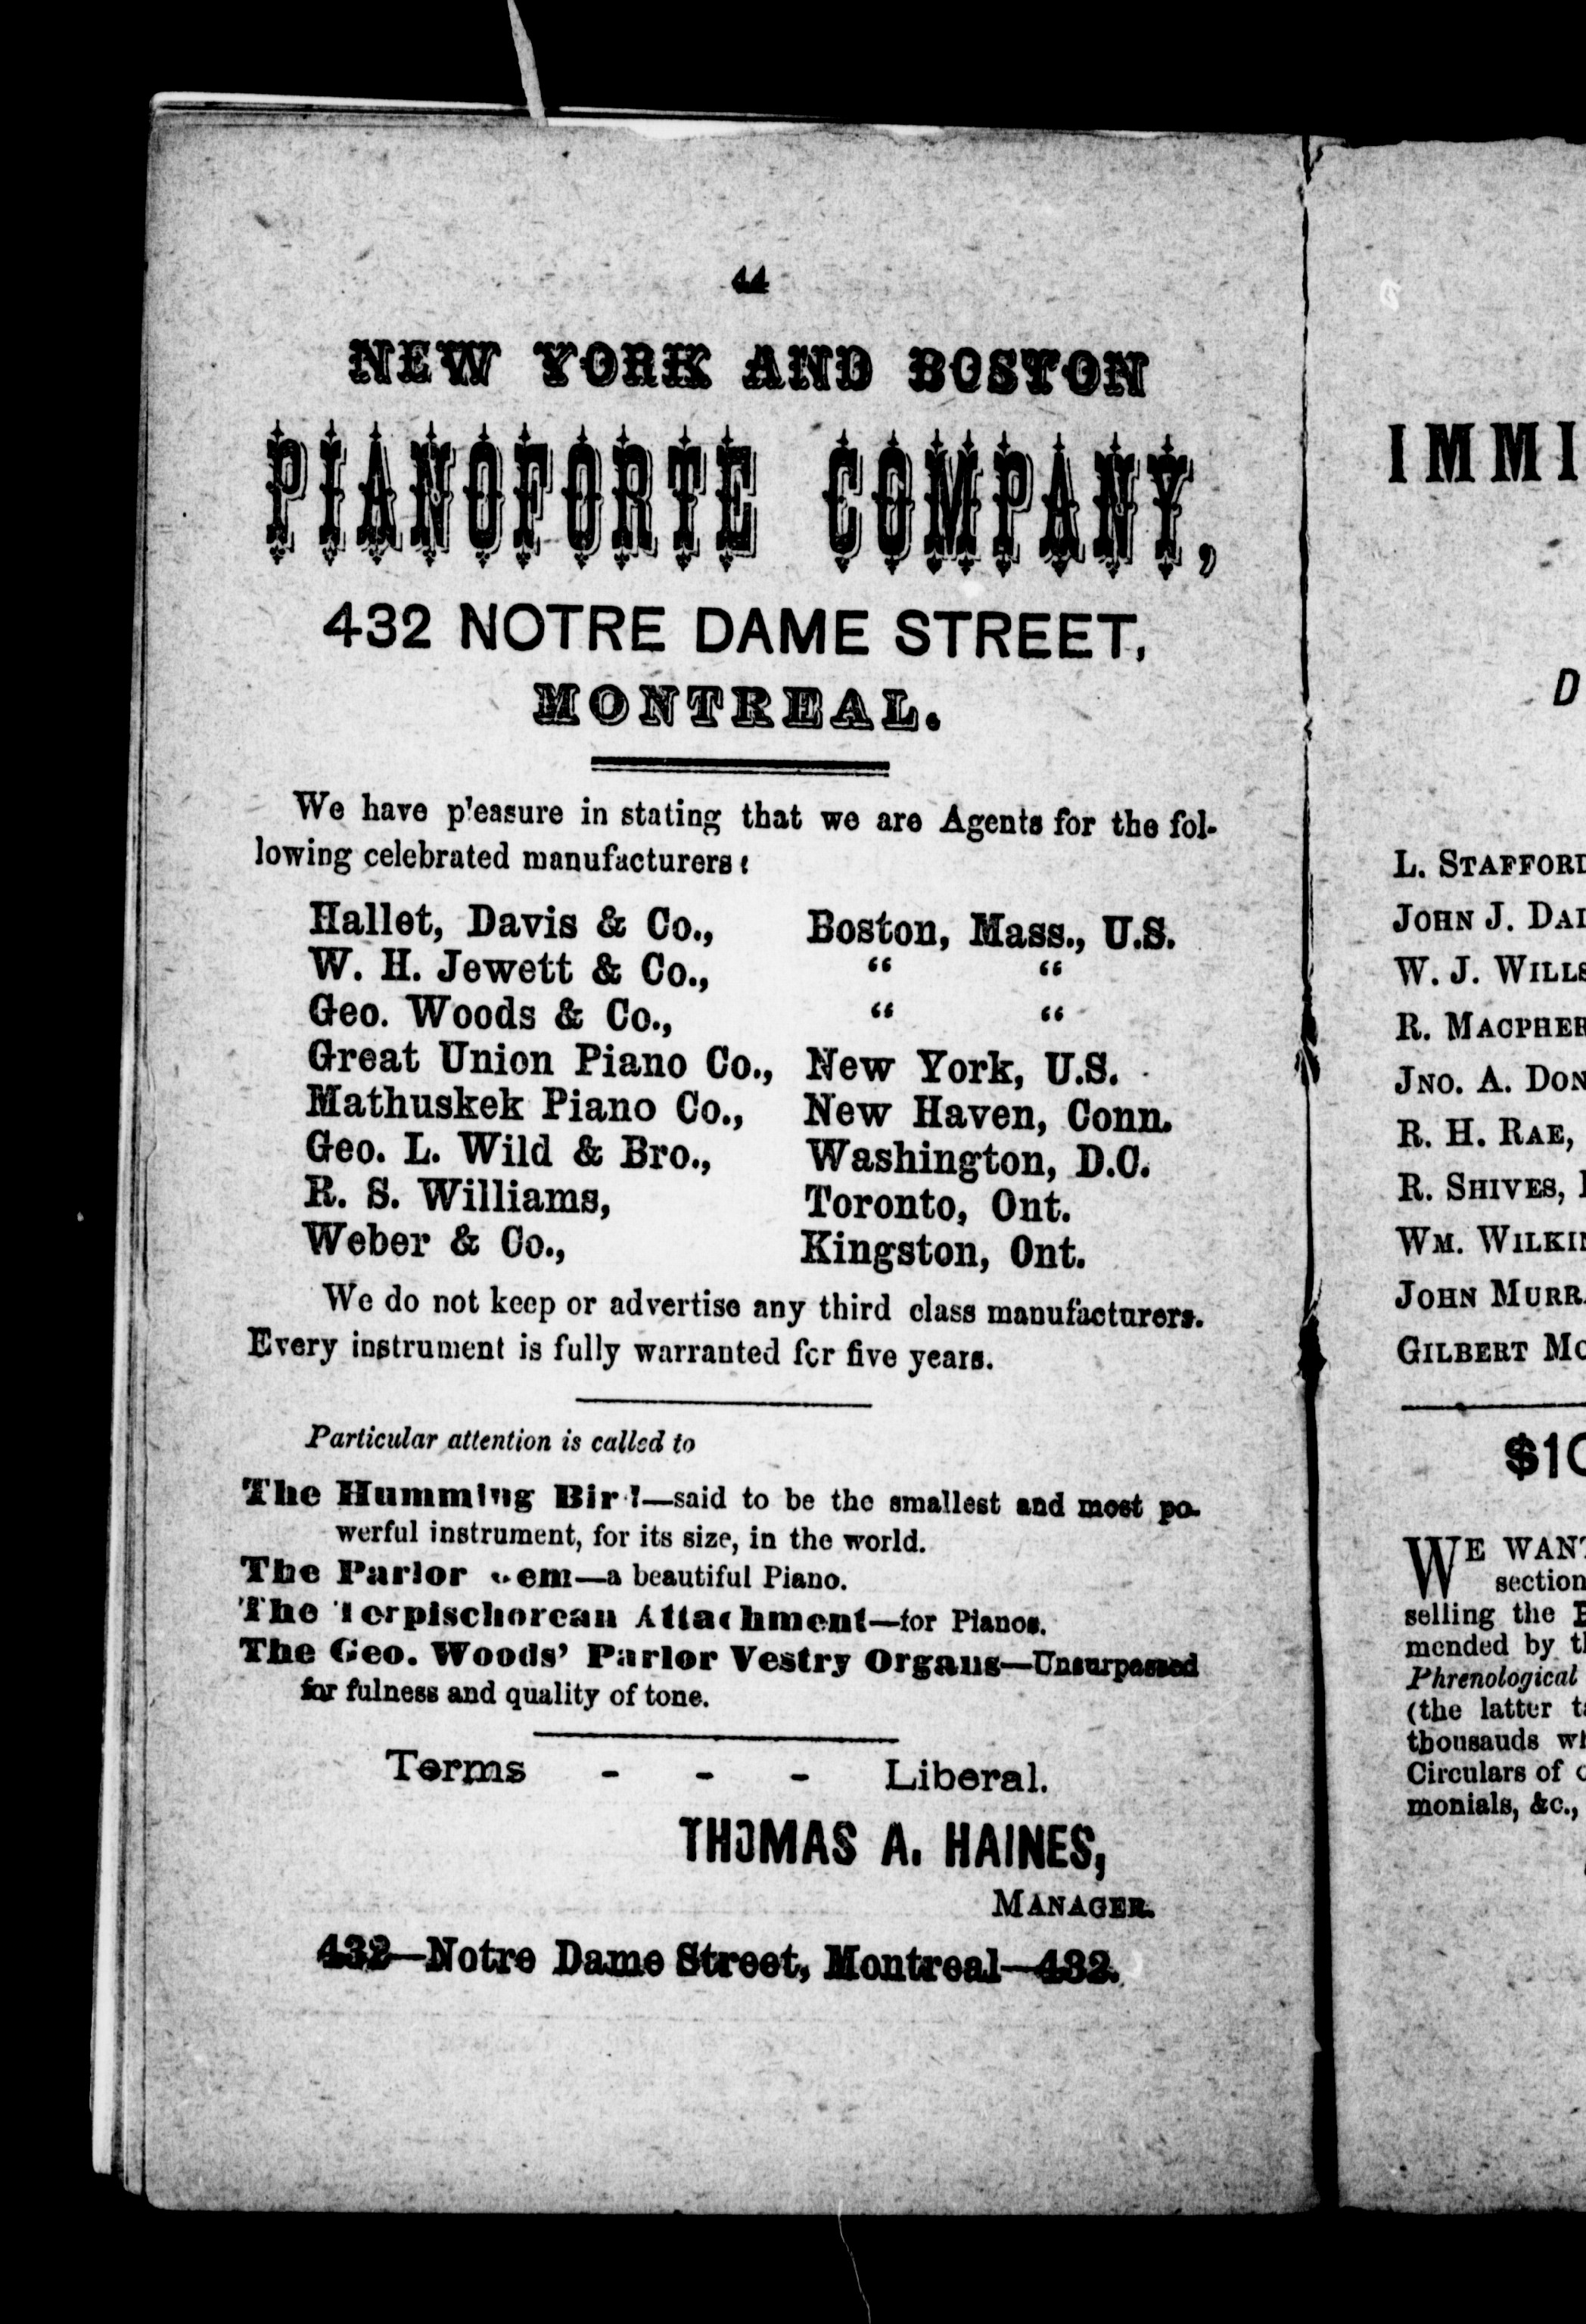 44
NEW YORK AND BOSTON
PIANOFORTE COMPANY,
432 NOTRE DAME STREET,
MONTREAL.
We have p'easure in stating that we are Agents for the fol-
lowing celebrated manufacturers:
Hallet, Davis & Co., Boston, Mass., U.S.
W. H. Jewett & Co., “ “
Geo. Woods & Co., “ “
Great Union Piano Co., New York, U.S.
Mathuskek Piano Co., New Haven, Conn.
Geo. L. Wild & Bro., Washington, D.C.
R. S. Williams, Toronto, Ont.
Weber & Co., Kingston, Ont.
We do not keep or advertise any third class manufacturers.
Every instrument is fully warranted for five years.
Particular attention is called to
The Humming Bird—said to be the smallest and most po-
werful instrument, for its size, in the world.
The Parlor Gem—a beautiful Piano.
The Terpischorean Attachment—for Pianos.
The Geo. Woods' Parlor Vestry Organs—Unsurpassed
for fulness and quality of tone.
Terms - - - Liberal.
THOMAS A. HAINES,
MANAGER.
432—Notre Dame Street, Montreal—432.
IMMI
D
L. STAFFORD
JOHN J. DAI
W. J. WILLS
R. MACPHER
JNO. A. DON
R. H. RAE,
R. SHIVES,
WM. WILKIN
JOHN MURRA
GILBERT MC
$10
WE WANT
section
selling the
mended by t
Phrenological
(the latter t
thousands wh
Circulars of
monials, &c.,